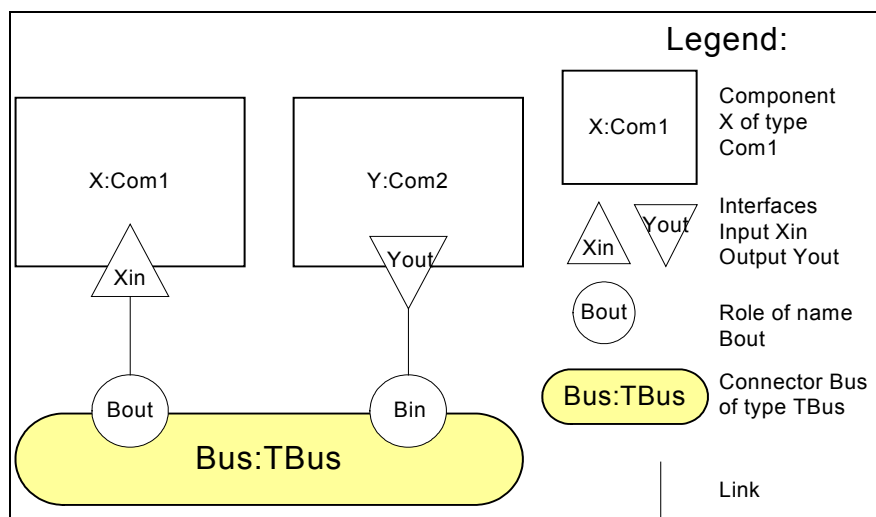 Legend:
X:Com1
Y:Com2
Xin
Yout
Bout
Bin
Bus:TBus
X:Com1
Component
X of type
Com1
Xin
Yout
Interfaces
Input Xin
Output Yout
Bout
Role of name
Bout
Bus:TBus
Connector Bus
of type TBus
Link